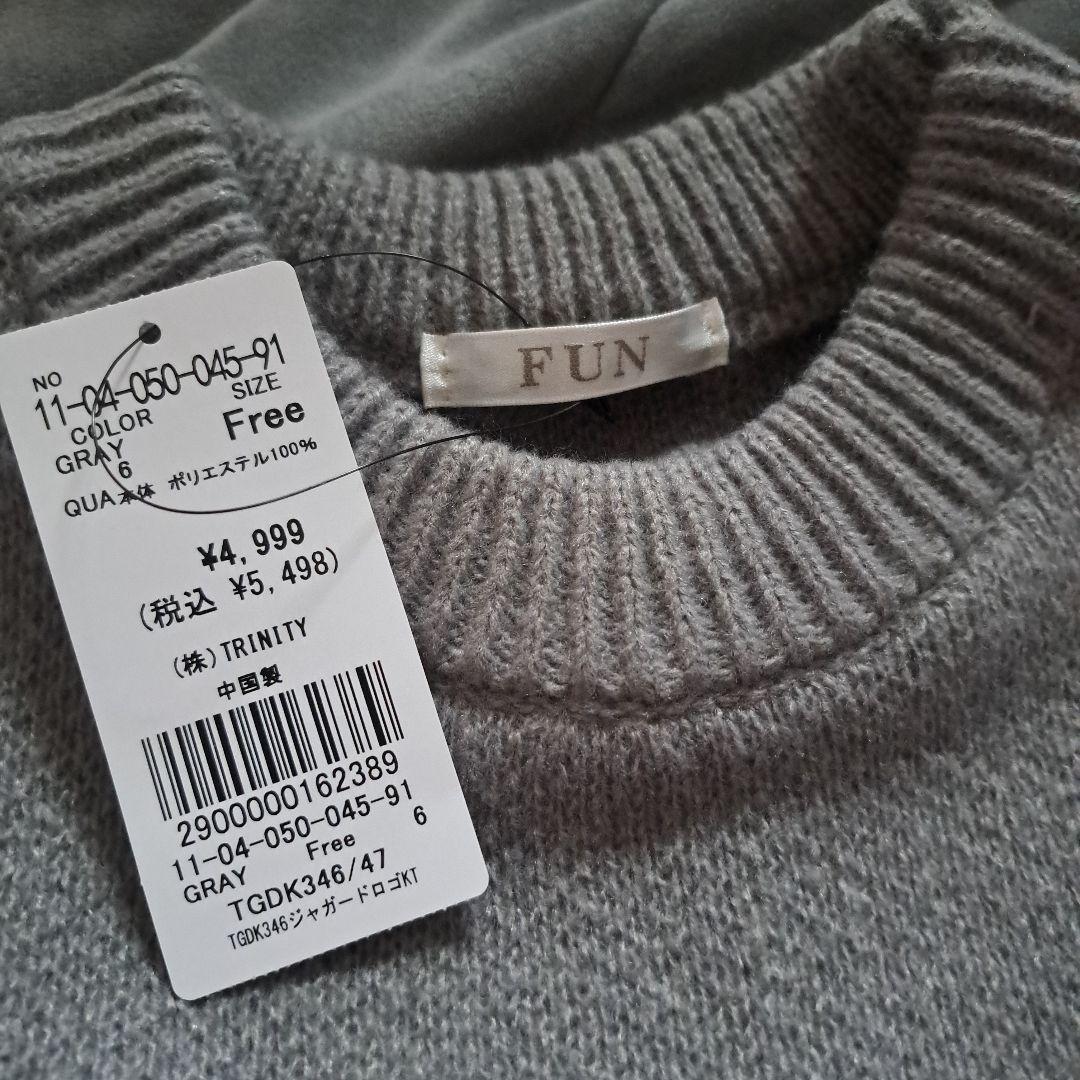 FUN
NO
11-04-050-045-91
COLOR SIZE
GRAY Free
6
QUA 本体 ポリエステル100%
¥4,999
(税込 ¥5,498)
(株)TRINITY
中国製
2900000162389
11-04-050-045-91
Free 6
GRAY
TGDK346/47
TGDK346ジャガードロゴKT